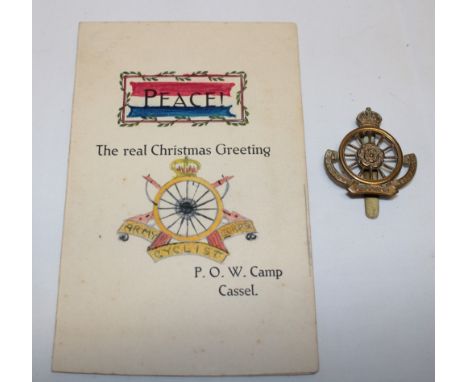 PEACE!
The real Christmas Greeting
ARMY CYCLIST CORPS
P. O. W. Camp
Cassel.